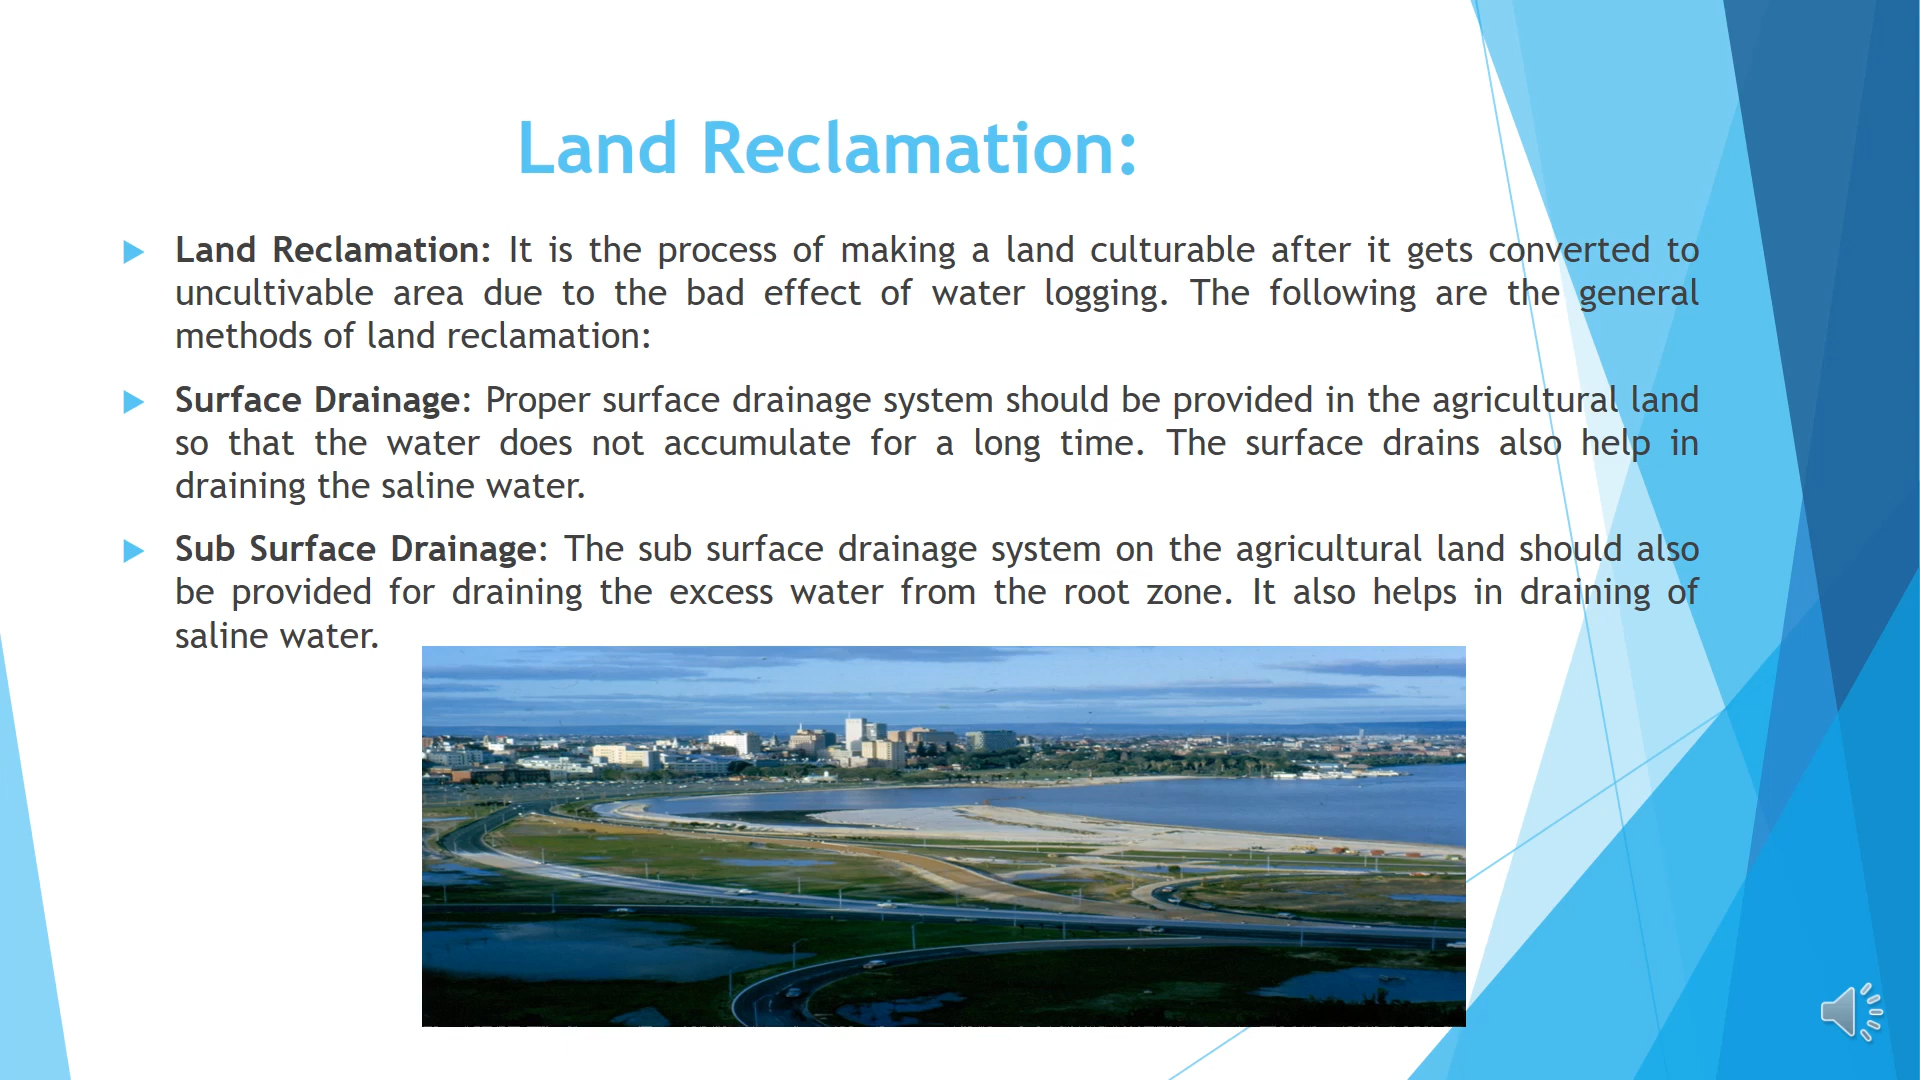 Land Reclamation:
Land Reclamation: It is the process of making a land culturable after it gets converted to
uncultivable area due to the bad effect of water logging. The following are the general
methods of land reclamation:
Surface Drainage: Proper surface drainage system should be provided in the agricultural land
so that the water does not accumulate for a long time. The surface drains also help in
draining the saline water.
Sub Surface Drainage: The sub surface drainage system on the agricultural land should also
be provided for draining the excess water from the root zone. It also helps in draining of
saline water.